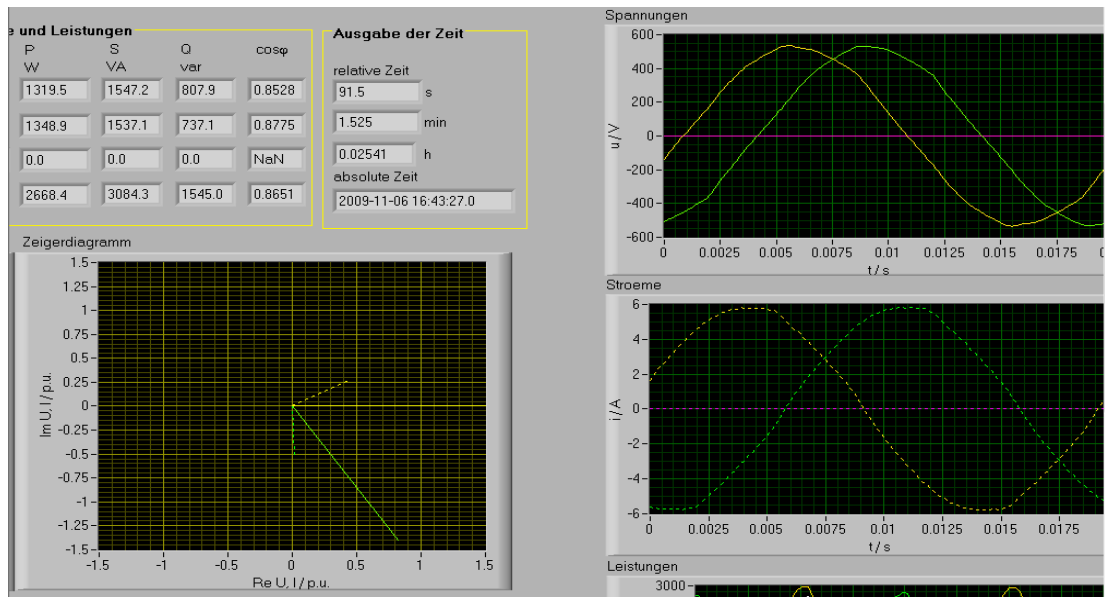 e und Leistungen
P S Q cosφ
W VA var
1319.5 1547.2 807.9 0.8528
1348.9 1537.1 737.1 0.8775
0.0 0.0 0.0 NaN
2668.4 3084.3 1545.0 0.8651
Ausgabe der Zeit
relative Zeit
91.5 s
1.525 min
0.02541 h
absolute Zeit
2009-11-06 16:43:27.0
Zeigerdiagramm
Im U, I / p.u.
1.5
1.25
1
0.75
0.5
0.25
0
-0.25
-0.5
-0.75
-1
-1.25
-1.5
-1.5 -1 -0.5 0 0.5 1 1.5
Re U, I / p.u.
Spannungen
u/V
600
400
200
0
-200
-400
-600
0 0.0025 0.005 0.0075 0.01 0.0125 0.015 0.0175
t / s
Stroeme
i/A
6
4
2
0
-2
-4
-6
0 0.0025 0.005 0.0075 0.01 0.0125 0.015 0.0175
t / s
Leistungen
3000